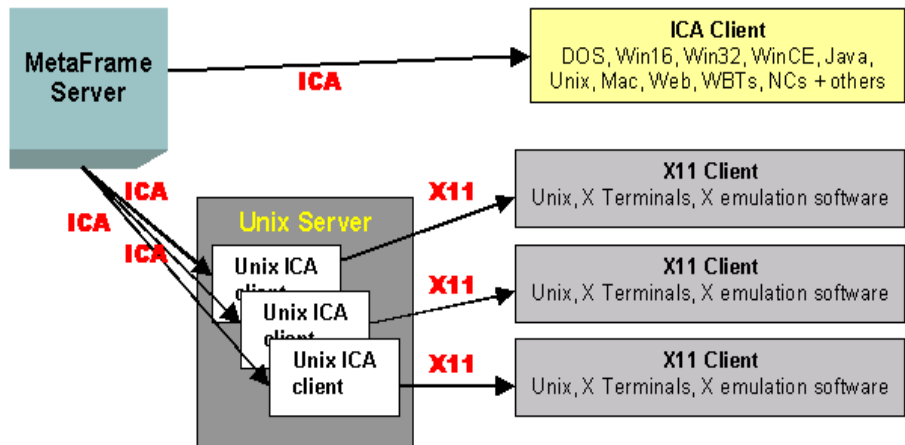 MetaFrame
Server
ICA
ICA Client
DOS, Win16, Win32, WinCE, Java,
Unix, Mac, Web, WBTs, NCs + others
ICA
ICA
ICA
Unix Server
Unix ICA
client
Unix ICA
client
Unix ICA
client
X11
X11 Client
Unix, X Terminals, X emulation software
X11
X11 Client
Unix, X Terminals, X emulation software
X11
X11 Client
Unix, X Terminals, X emulation software